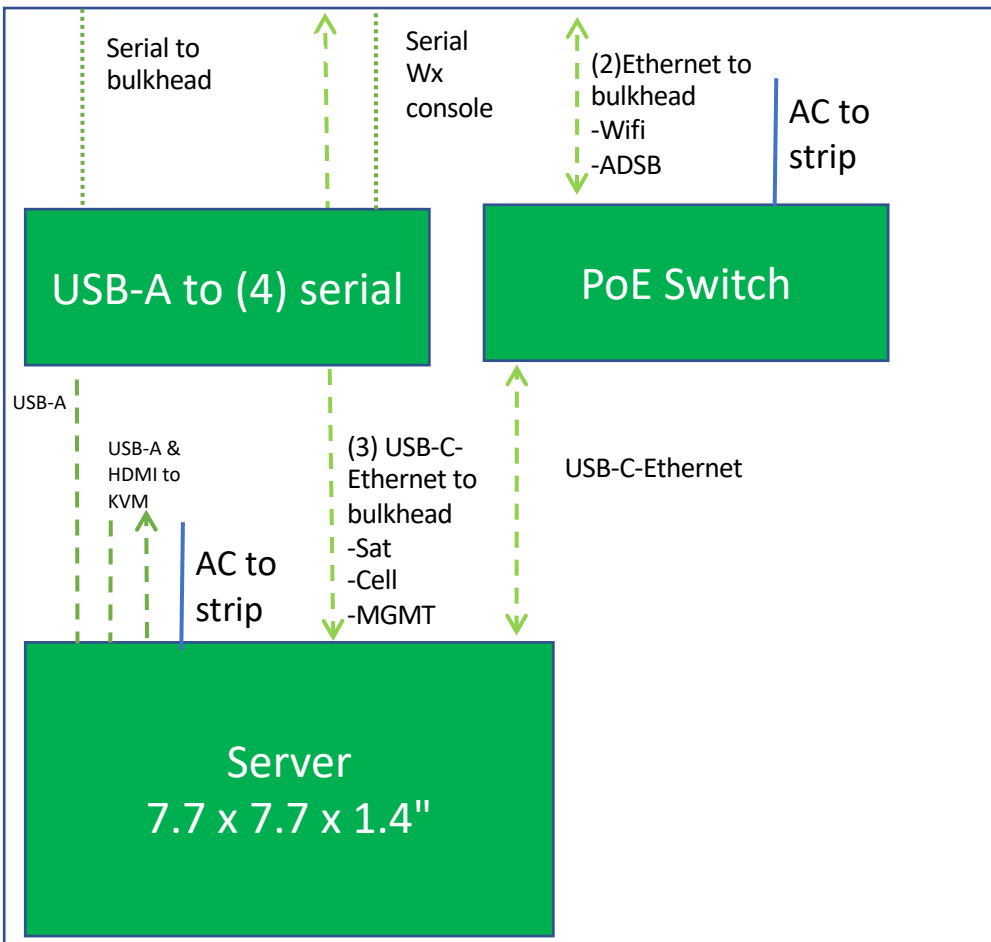 Serial to
bulkhead
Serial
Wx
console
(2)Ethernet to
bulkhead
-Wifi
-ADSB
AC to
strip
USB-A to (4) serial
PoE Switch
USB-A
USB-A &
HDMI to
KVM
AC to
strip
(3) USB-C-
Ethernet to
bulkhead
-Sat
-Cell
-MGMT
USB-C-Ethernet
Server
7.7 x 7.7 x 1.4"